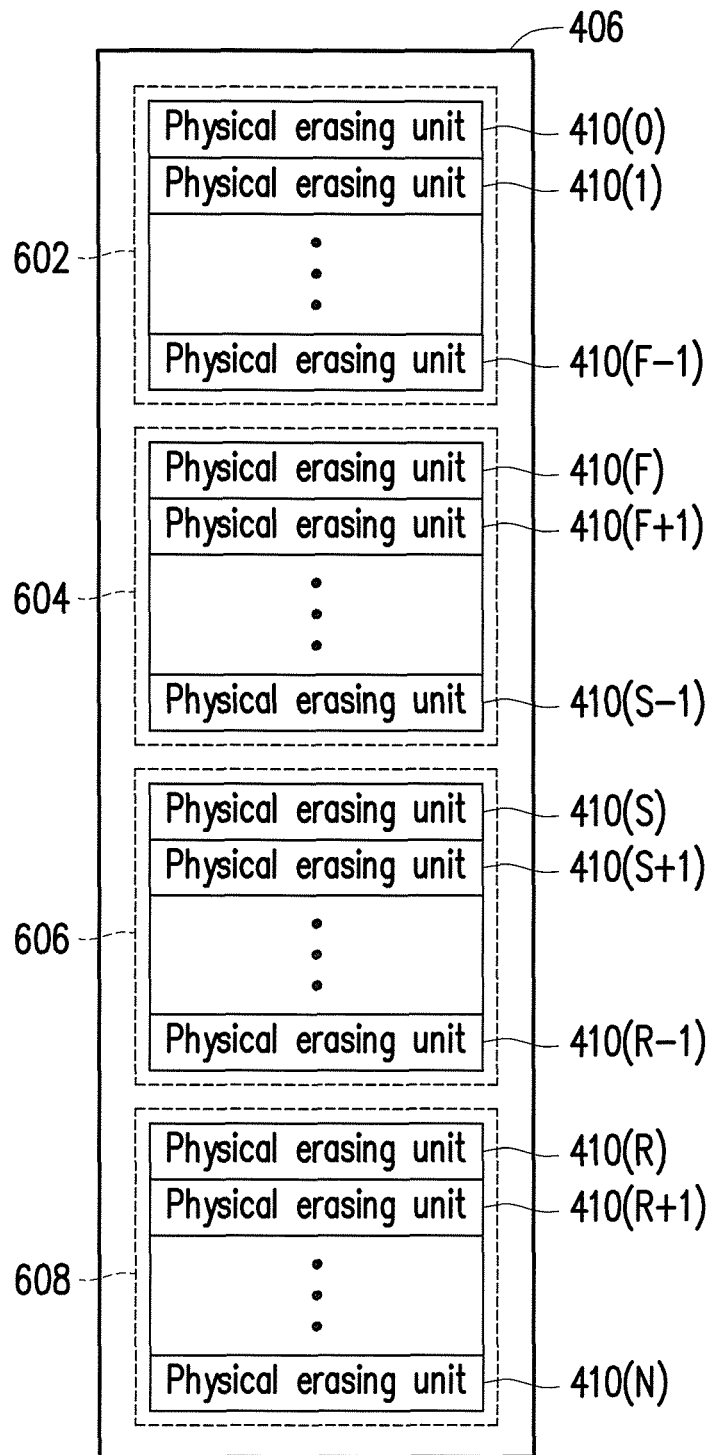 406
Physical erasing unit 410(0)
Physical erasing unit 410(1)
602
Physical erasing unit 410(F-1)
Physical erasing unit 410(F)
Physical erasing unit 410(F+1)
604
Physical erasing unit 410(S-1)
Physical erasing unit 410(S)
Physical erasing unit 410(S+1)
606
Physical erasing unit 410(R-1)
Physical erasing unit 410(R)
Physical erasing unit 410(R+1)
608
Physical erasing unit 410(N)